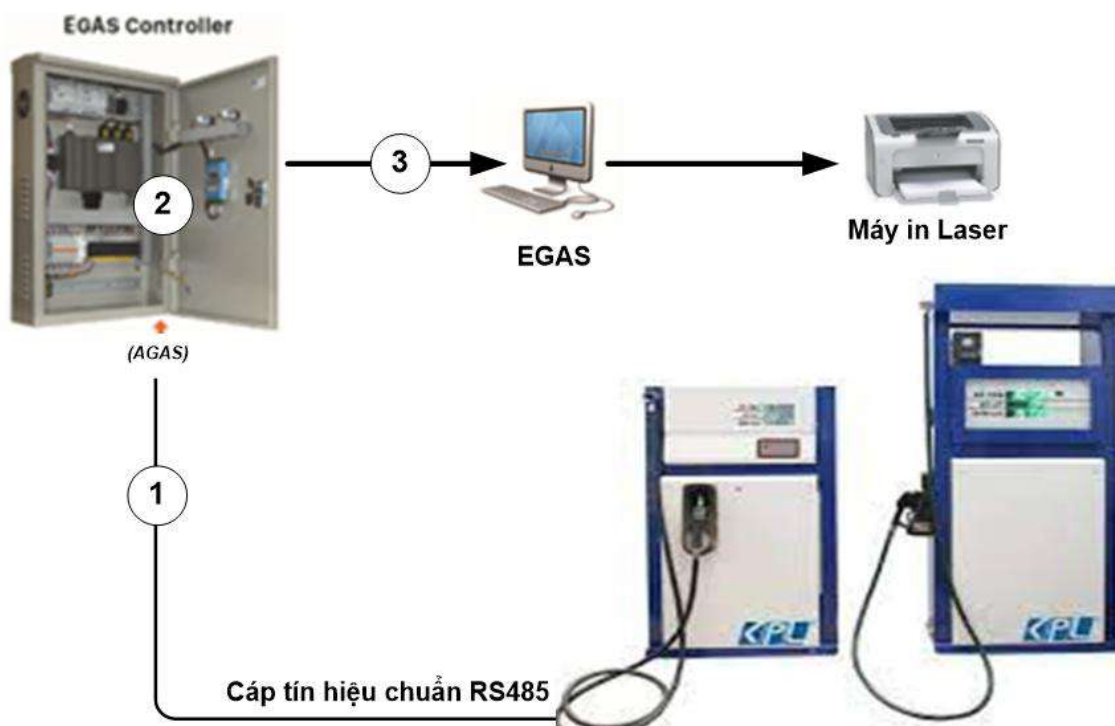 EGAS Controller
2
3
EGAS
Máy in Laser
(AGAS)
1
KPL
KPL
Cáp tín hiệu chuẩn RS485